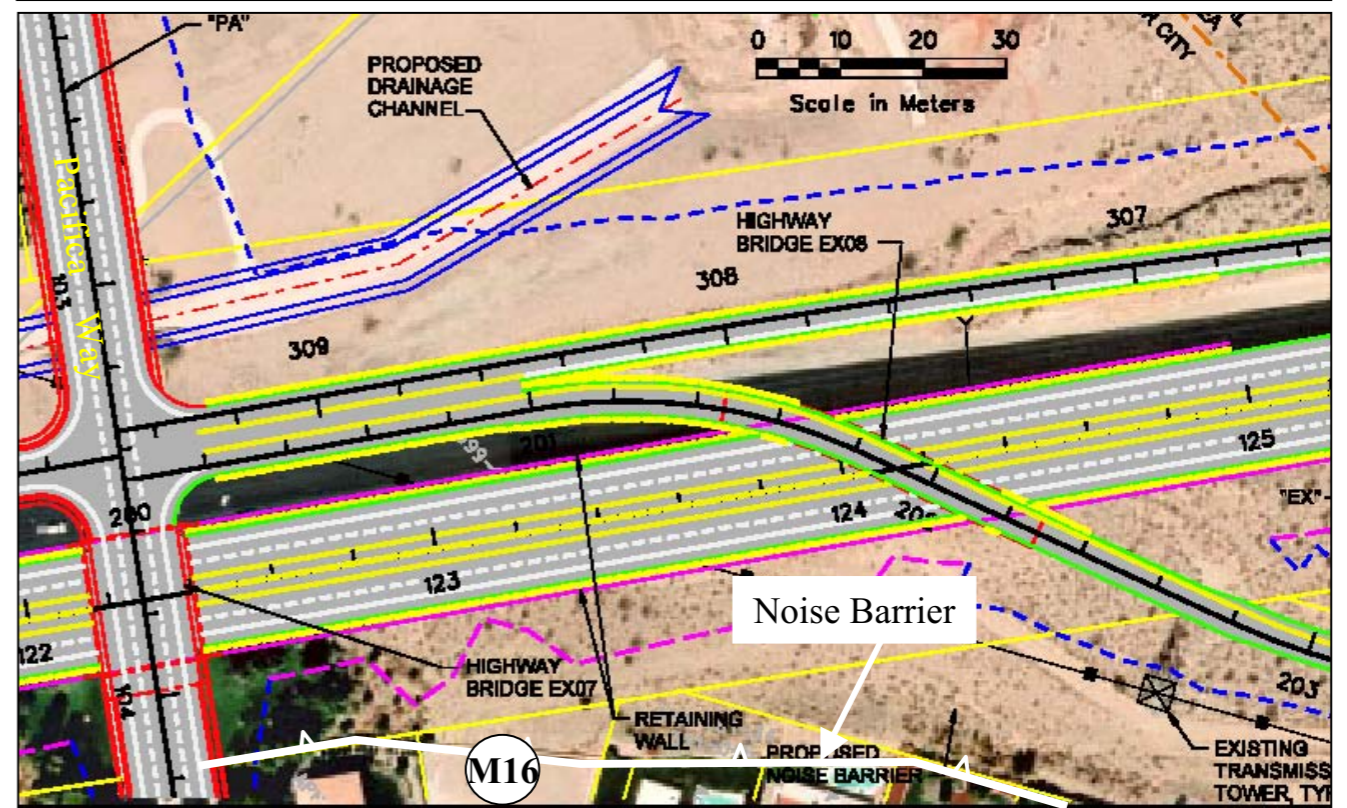 "PA"
PROPOSED
DRAINAGE
CHANNEL
0 10 20 30
Scale in Meters
CITY
Pacifica Way
103
HIGHWAY
BRIDGE EX08
307
308
309
201
200
125
124
123
122
"EX"
Noise Barrier
HIGHWAY
BRIDGE EX07
104
203
RETAINING
WALL
M16
PROPOSED
NOISE BARRIER
EXISTING
TRANSMISS
TOWER, TY